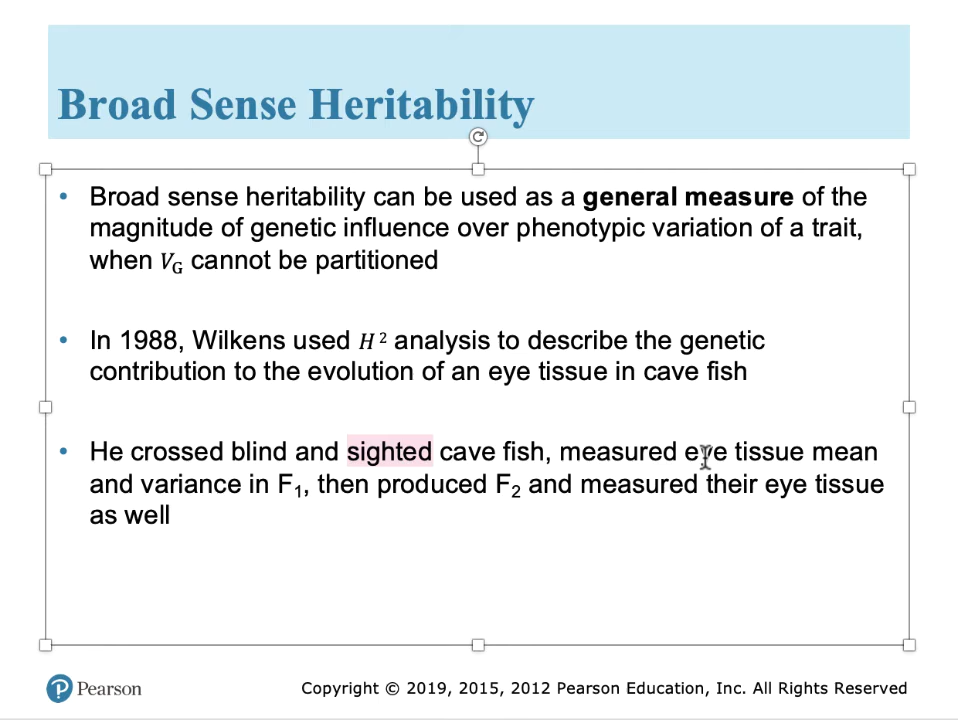 Broad Sense Heritability
• Broad sense heritability can be used as a general measure of the
magnitude of genetic influence over phenotypic variation of a trait,
when V_G cannot be partitioned
• In 1988, Wilkens used H² analysis to describe the genetic
contribution to the evolution of an eye tissue in cave fish
• He crossed blind and sighted cave fish, measured eye tissue mean
and variance in F₁, then produced F₂ and measured their eye tissue
as well
P Pearson
Copyright © 2019, 2015, 2012 Pearson Education, Inc. All Rights Reserved